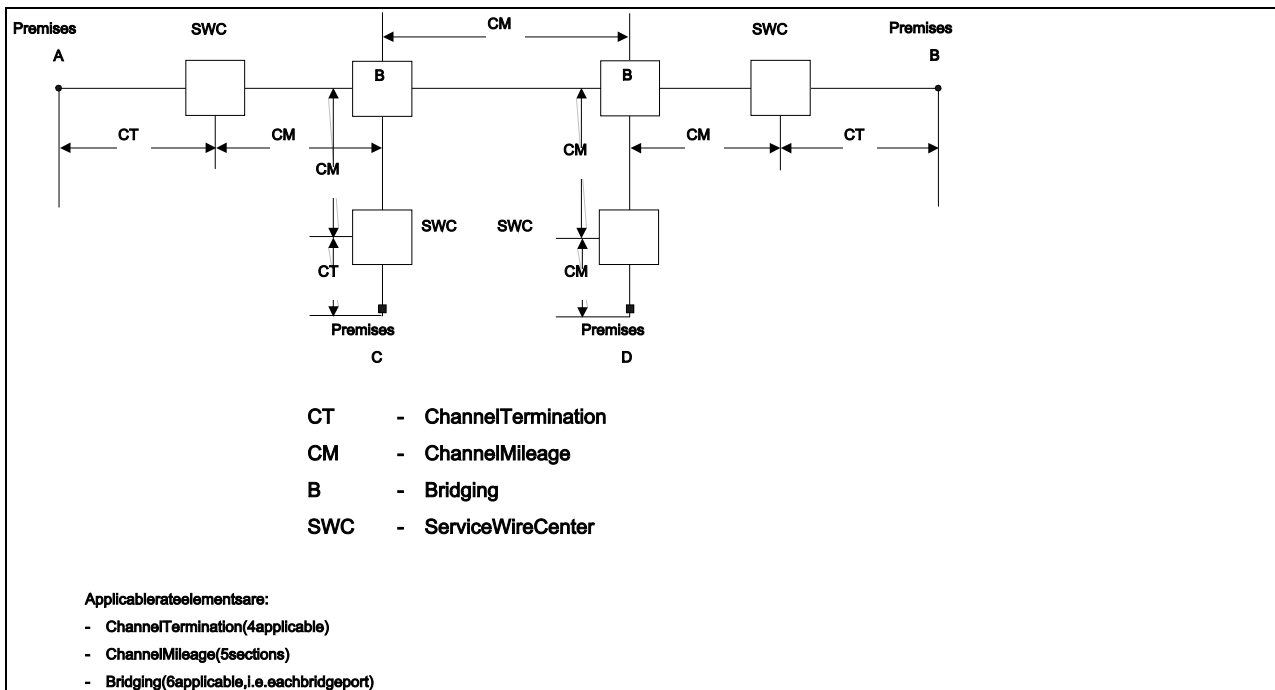 CM
Premises SWC SWC Premises
A B B B
CT CM CM CT
CM CM
SWC SWC
CT CM
Premises Premises
C D
CT - ChannelTermination
CM - ChannelMileage
B - Bridging
SWC - ServiceWireCenter
Applicablerateelementsare:
- ChannelTermination(4applicable)
- ChannelMileage(5sections)
- Bridging(6applicable,i.e.eachbridgeport)